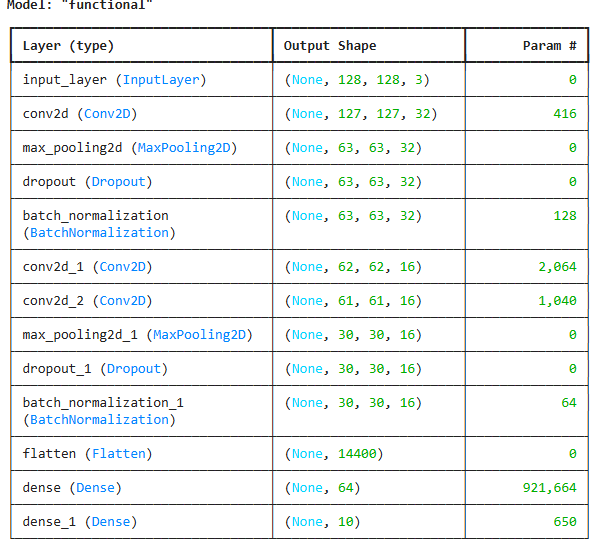 Model: "functional"
Layer (type) Output Shape Param #
input_layer (InputLayer) (None, 128, 128, 3) 0
conv2d (Conv2D) (None, 127, 127, 32) 416
max_pooling2d (MaxPooling2D) (None, 63, 63, 32) 0
dropout (Dropout) (None, 63, 63, 32) 0
batch_normalization (None, 63, 63, 32) 128
(BatchNormalization)
conv2d_1 (Conv2D) (None, 62, 62, 16) 2,064
conv2d_2 (Conv2D) (None, 61, 61, 16) 1,040
max_pooling2d_1 (MaxPooling2D) (None, 30, 30, 16) 0
dropout_1 (Dropout) (None, 30, 30, 16) 0
batch_normalization_1 (None, 30, 30, 16) 64
(BatchNormalization)
flatten (Flatten) (None, 14400) 0
dense (Dense) (None, 64) 921,664
dense_1 (Dense) (None, 10) 650